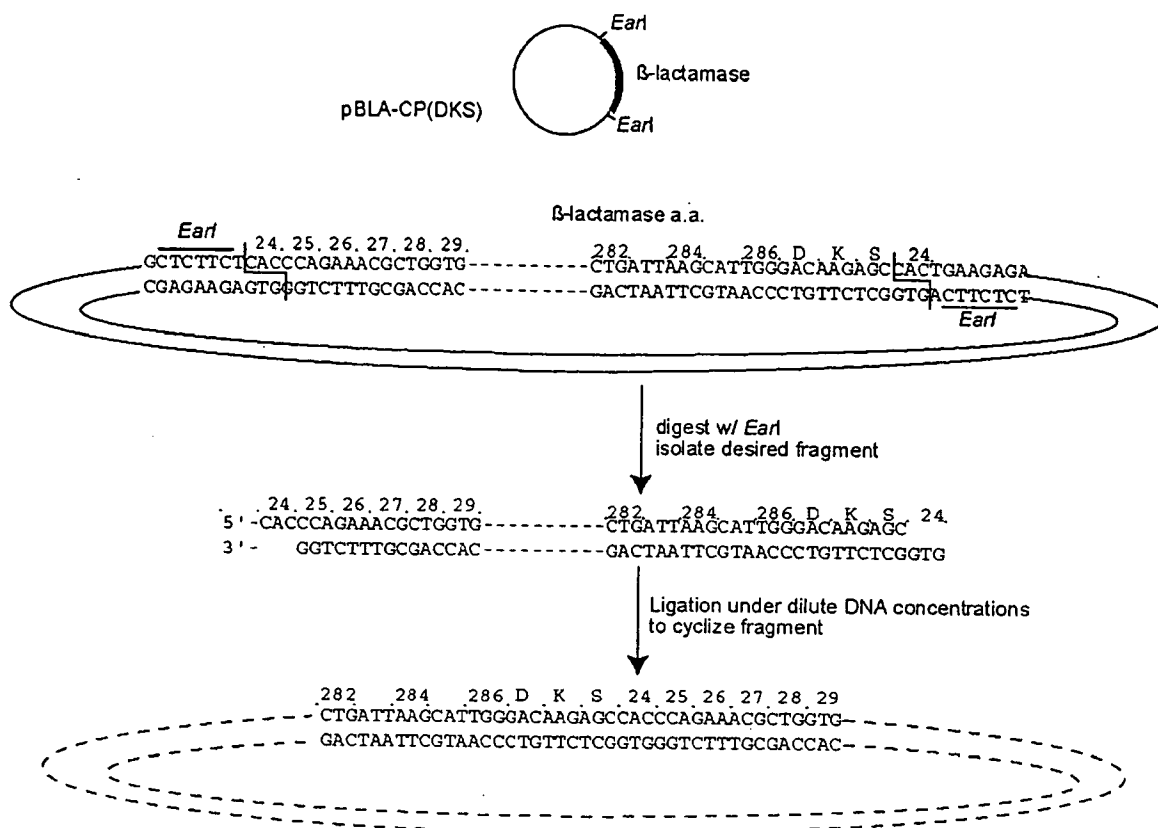 EarI
ß-lactamase
pBLA-CP(DKS)
EarI
ß-lactamase a.a.
EarI
24. 25. 26. 27. 28. 29.
282 284 286 D K S 24
GCTCTTCTCACCCAGAAACGCTGGTG----------CTGATTAAGCATTGGGACAAGAGCCACTGAAGAGA
CGAGAAGAGTGGGTCTTTGCGACCAC----------GACTAATTCGTAACCCTGTTCTCGGTGACTTCTCT
EarI
digest w/ EarI
isolate desired fragment
24. 25. 26. 27. 28. 29. 282 284 286 D K S 24.
5'-CACCCAGAAACGCTGGTG----------CTGATTAAGCATTGGGACAAGAGC
3'- GGTCTTTGCGACCAC------------GACTAATTCGTAACCCTGTTCTCGGTG
Ligation under dilute DNA concentrations
to cyclize fragment
.282 .284 .286 D K S .24 .25 .26 .27 .28 .29
CTGATTAAGCATTGGGACAAGAGCCACCCAGAAACGCTGGTG
GACTAATTCGTAACCCTGTTCTCGGTGGGTCTTTGCGACCAC